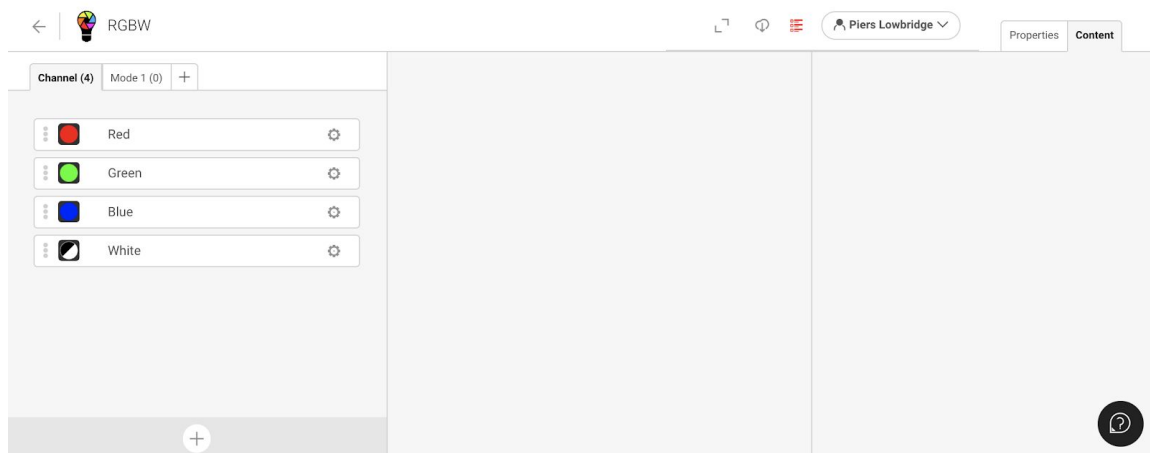 RGBW
Piers Lowbridge
Properties
Content
Channel (4)
Mode 1 (0)
Red
Green
Blue
White